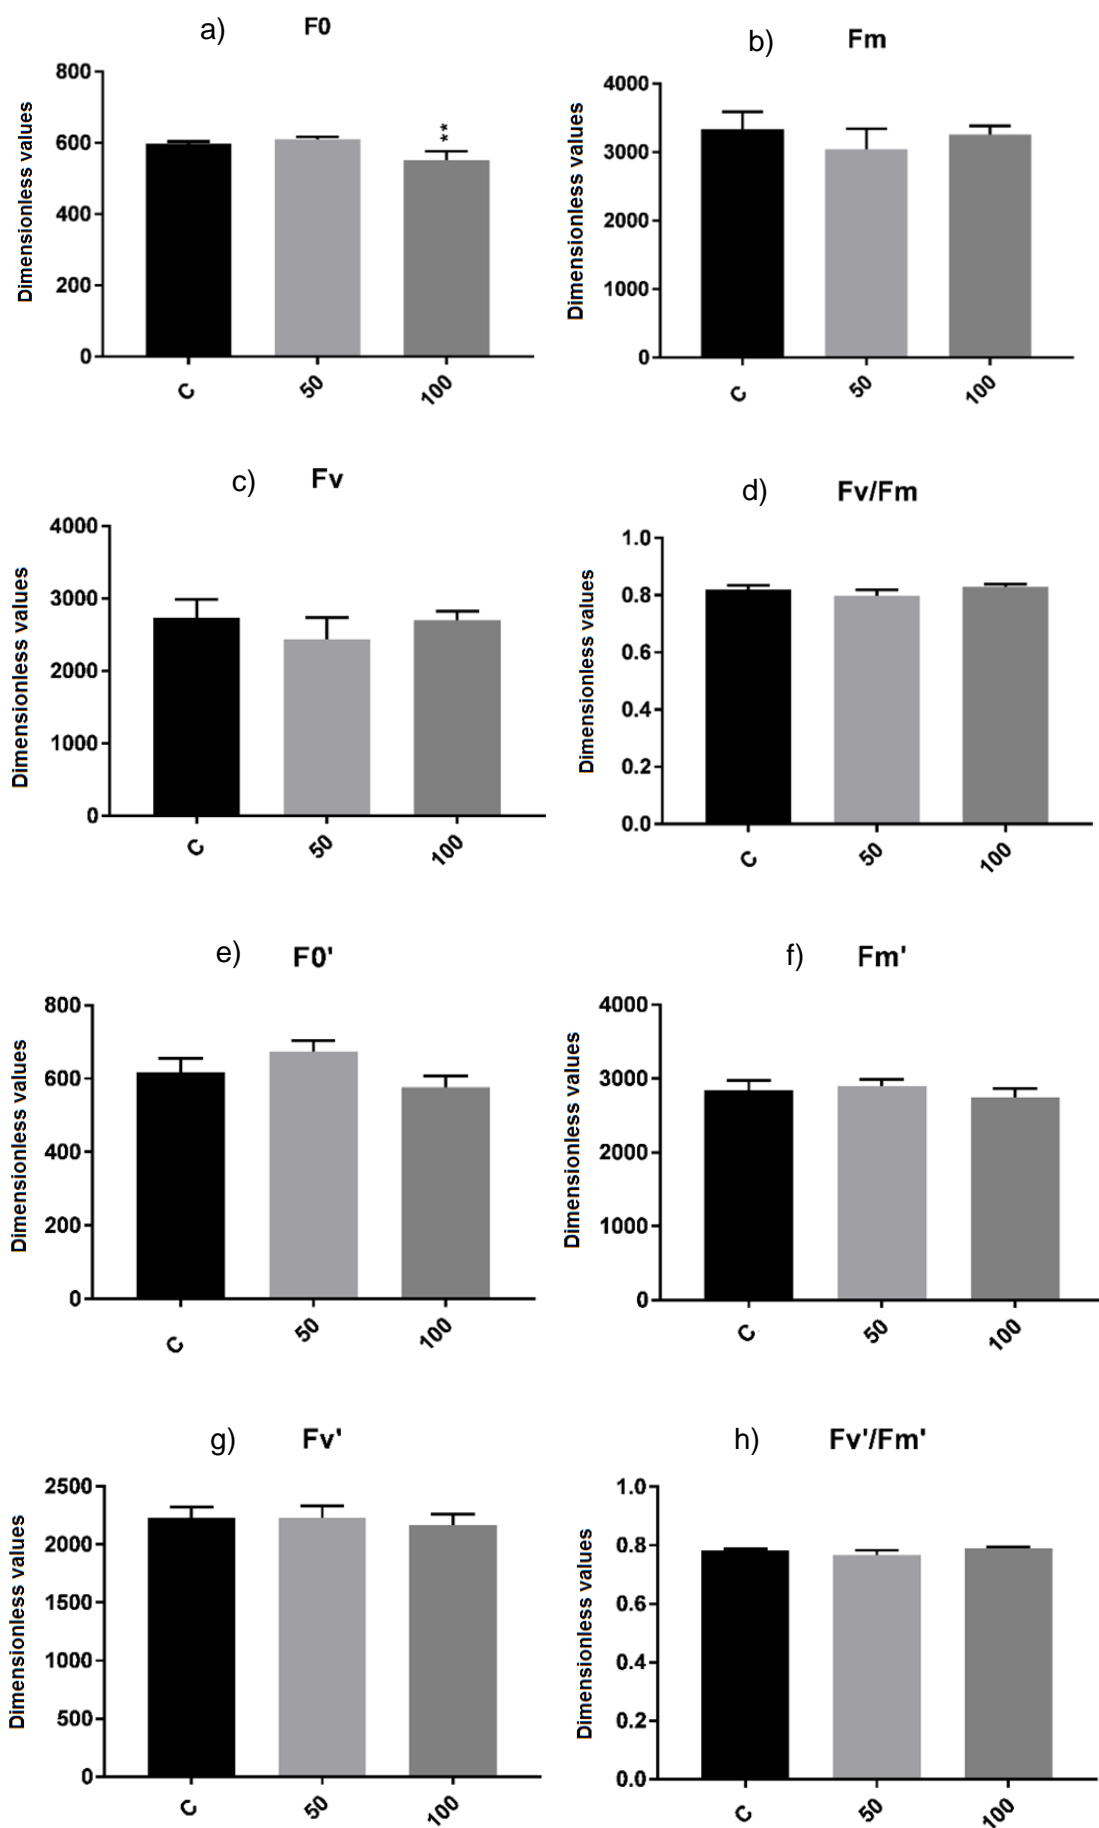 a) F0
Dimensionless values
800
600
400
200
0
**
C 50 100
b) Fm
Dimensionless values
4000
3000
2000
1000
0
C 50 100
c) Fv
Dimensionless values
4000
3000
2000
1000
0
C 50 100
d) Fv/Fm
Dimensionless values
1.0
0.8
0.6
0.4
0.2
0.0
C 50 100
e) F0'
Dimensionless values
800
600
400
200
0
C 50 100
f) Fm'
Dimensionless values
4000
3000
2000
1000
0
C 50 100
g) Fv'
Dimensionless values
2500
2000
1500
1000
500
0
C 50 100
h) Fv'/Fm'
Dimensionless values
1.0
0.8
0.6
0.4
0.2
0.0
C 50 100